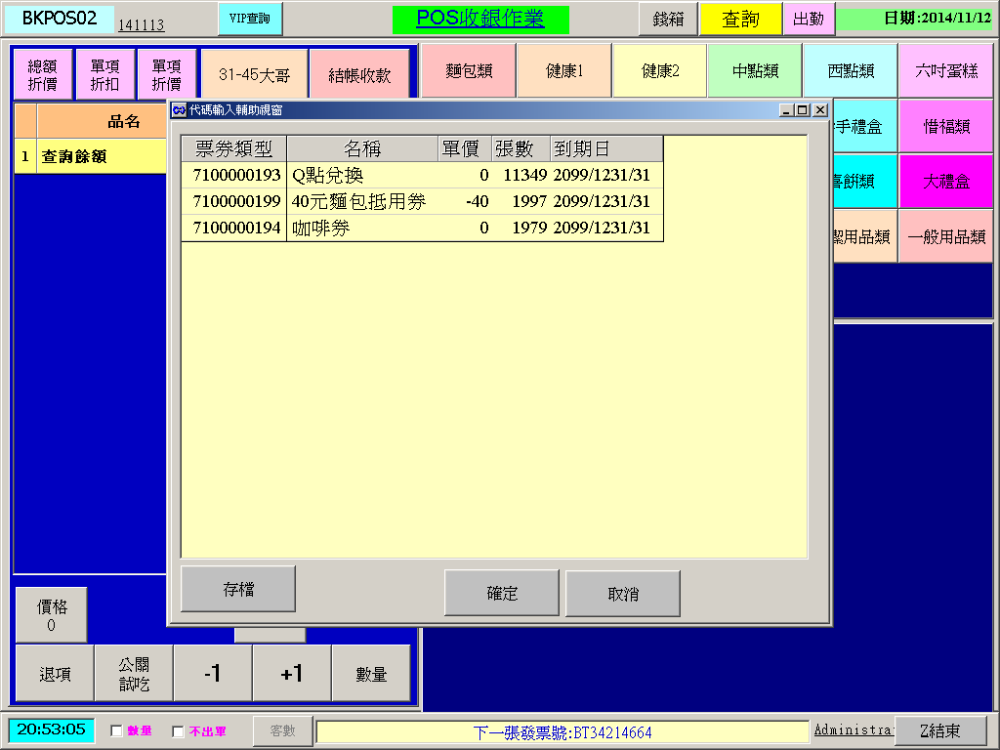 BKPOS02
141113
VIP查詢
POS收銀作業
錢箱
查詢
出勤
日期:2014/11/12
總額
折價
單項
折扣
單項
折價
31-45大哥
結帳收款
麵包類
健康1
健康2
中點類
西點類
六吋蛋糕
品名
1 查詢餘額
手禮盒
惜福類
喜餅類
大禮盒
潔用品類
一般用品類
代碼輸入輔助視窗
票券類型 名稱 單價 張數 到期日
7100000193 Q點兌換 0 11349 2099/1231/31
7100000199 40元麵包抵用券 -40 1997 2099/1231/31
7100000194 咖啡券 0 1979 2099/1231/31
存檔
確定
取消
價格
0
退項
公關
試吃
-1
+1
數量
20:53:05
數量
不出單
客數
下一張發票號:BT34214664
Administra
Z結束